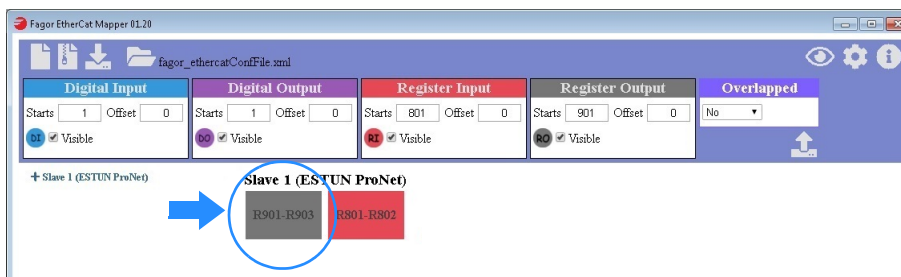 Fagor EtherCat Mapper 01.20
fagor_ethercatConfFile.xml
Digital Input Digital Output Register Input Register Output Overlapped
Starts 1 Offset 0 Starts 1 Offset 0 Starts 801 Offset 0 Starts 901 Offset 0 No
DI Visible DO Visible RI Visible RO Visible
+ Slave 1 (ESTUN ProNet) Slave 1 (ESTUN ProNet)
R901-R903 R801-R802